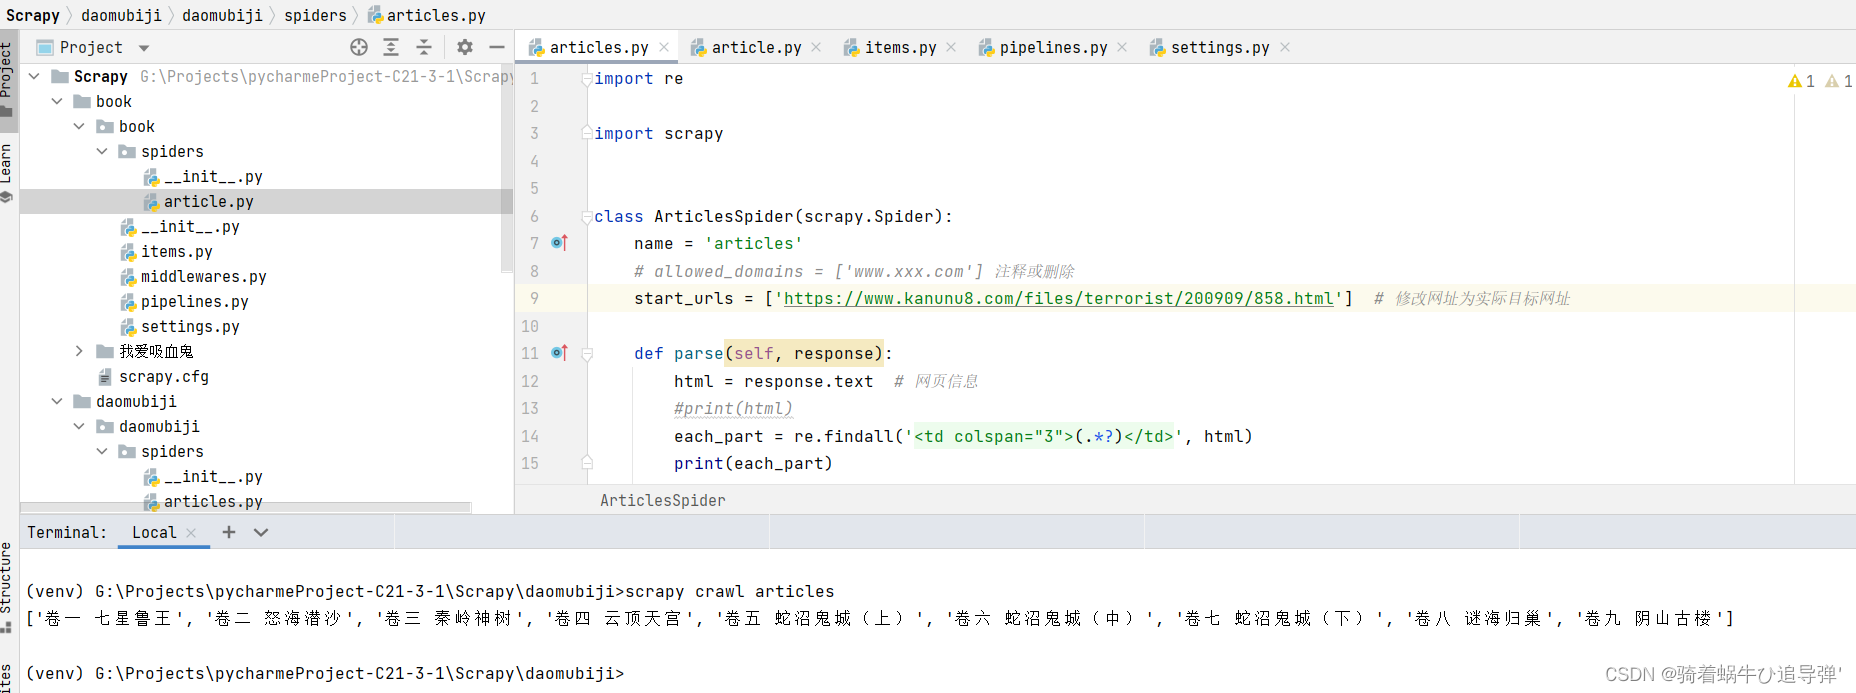 Scrapy daomubiji daomubiji spiders articles.py
Project
articles.py article.py items.py pipelines.py settings.py
Project
Learn
Structure
Scrapy G:\Projects\pycharmeProject-C21-3-1\Scrapy
book
book
spiders
__init__.py
article.py
__init__.py
items.py
middlewares.py
pipelines.py
settings.py
我爱吸血鬼
scrapy.cfg
daomubiji
daomubiji
spiders
__init__.py
articles.py
1 import re
2
3 import scrapy
4
5
6 class ArticlesSpider(scrapy.Spider):
7 name = 'articles'
8 # allowed_domains = ['www.xxx.com'] 注释或删除
9 start_urls = ['https://www.kanunu8.com/files/terrorist/200909/858.html'] # 修改网址为实际目标网址
10
11 def parse(self, response):
12 html = response.text # 网页信息
13 #print(html)
14 each_part = re.findall('<td colspan="3">(.*?)</td>', html)
15 print(each_part)
1 1
ArticlesSpider
Terminal: Local
(venv) G:\Projects\pycharmeProject-C21-3-1\Scrapy\daomubiji>scrapy crawl articles
['卷一 七星鲁王', '卷二 怒海潜沙', '卷三 秦岭神树', '卷四 云顶天宫', '卷五 蛇沼鬼城（上）', '卷六 蛇沼鬼城（中）', '卷七 蛇沼鬼城（下）', '卷八 谜海归巢', '卷九 阴山古楼']
(venv) G:\Projects\pycharmeProject-C21-3-1\Scrapy\daomubiji>
CSDN @骑着蜗牛ひ追导弹'